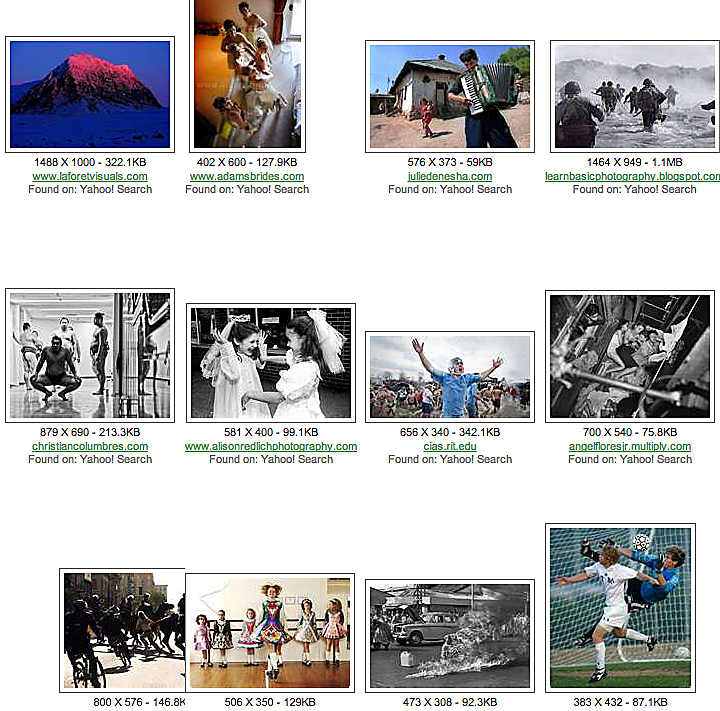 1488 X 1000 - 322.1KB
www.laforetvisuals.com
Found on: Yahoo! Search
402 X 600 - 127.9KB
www.adamsbrides.com
Found on: Yahoo! Search
576 X 373 - 59KB
juliedenesha.com
Found on: Yahoo! Search
1464 X 949 - 1.1MB
learnbasicphotography.blogspot.com
Found on: Yahoo! Search
879 X 690 - 213.3KB
christiancolumbres.com
Found on: Yahoo! Search
581 X 400 - 99.1KB
www.alisonredlichphotography.com
Found on: Yahoo! Search
656 X 340 - 342.1KB
cias.rit.edu
Found on: Yahoo! Search
700 X 540 - 75.8KB
angelfloresjr.multiply.com
Found on: Yahoo! Search
800 X 576 - 146.8K
506 X 350 - 129KB
473 X 308 - 92.3KB
383 X 432 - 87.1KB